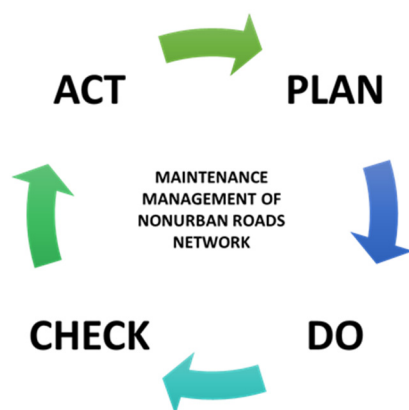 ACT
PLAN
MAINTENANCE
MANAGEMENT OF
NONURBAN ROADS
NETWORK
CHECK
DO